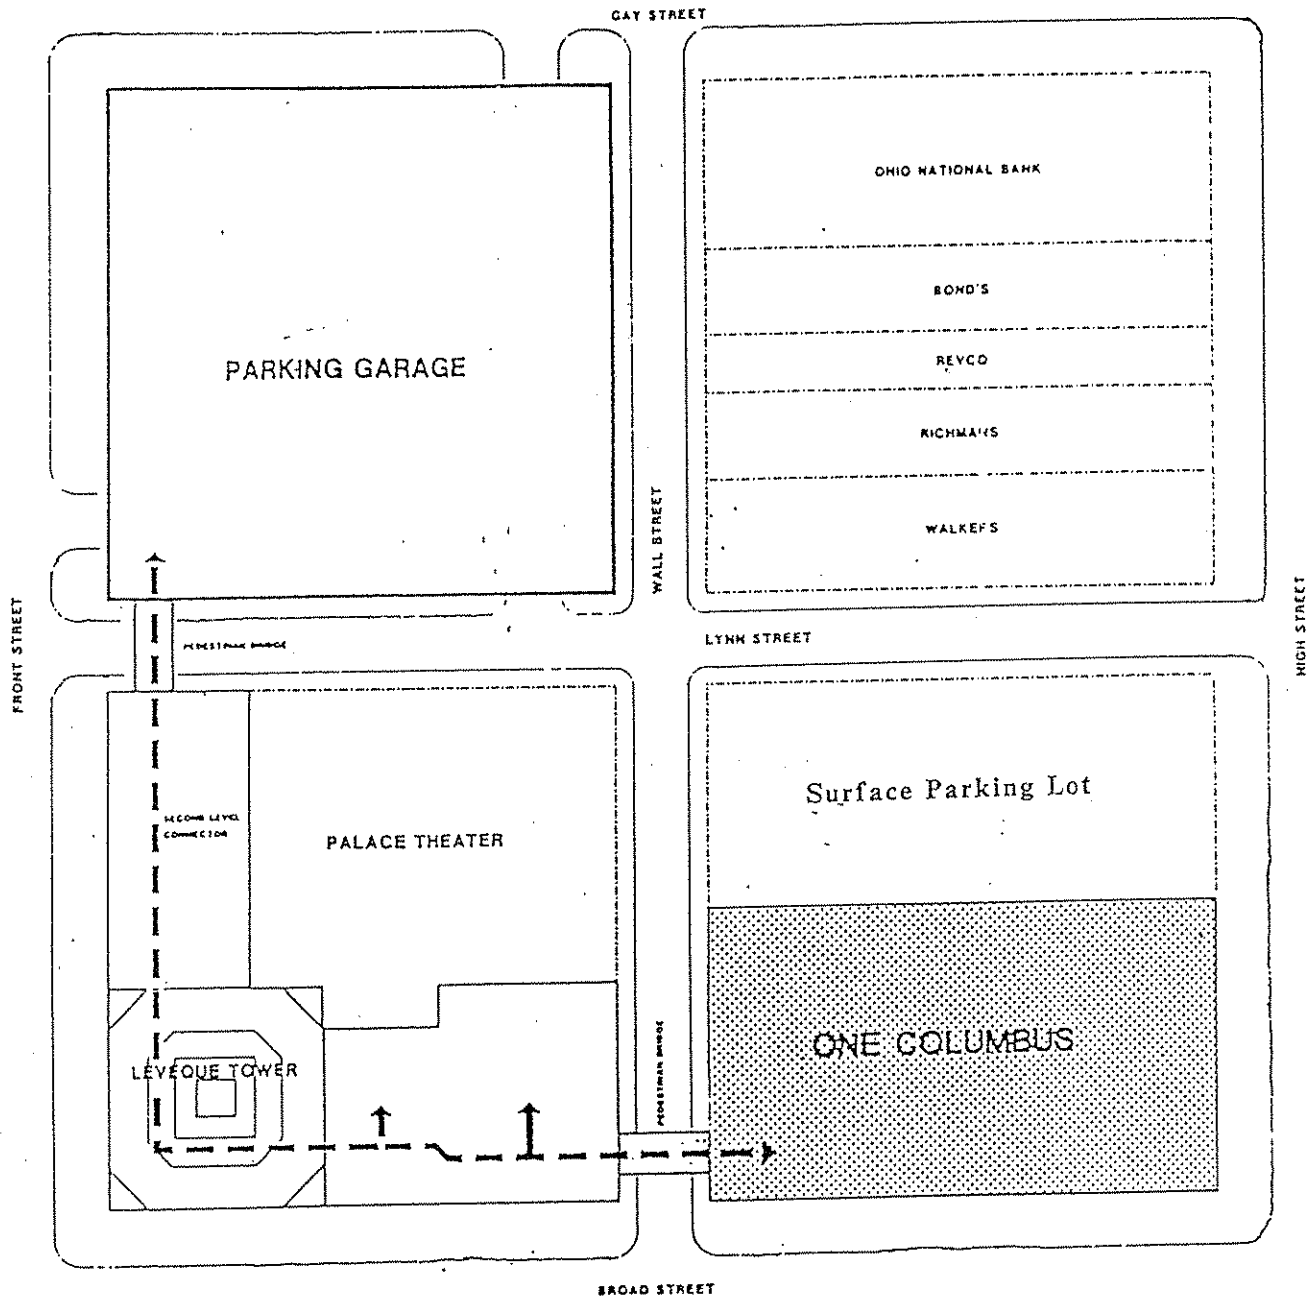 GAY STREET
OHIO NATIONAL BANK
BOND'S
REVCO
PARKING GARAGE
RICHMANS
WALKERS
WALL STREET
FRONT STREET
HIGH STREET
LYNN STREET
PEDESTRIAN BRIDGE
Surface Parking Lot
SECOND LEVEL
CONNECTOR
PALACE THEATER
ONE COLUMBUS
PEDESTRIAN BRIDGE
LEVEQUE TOWER
BROAD STREET